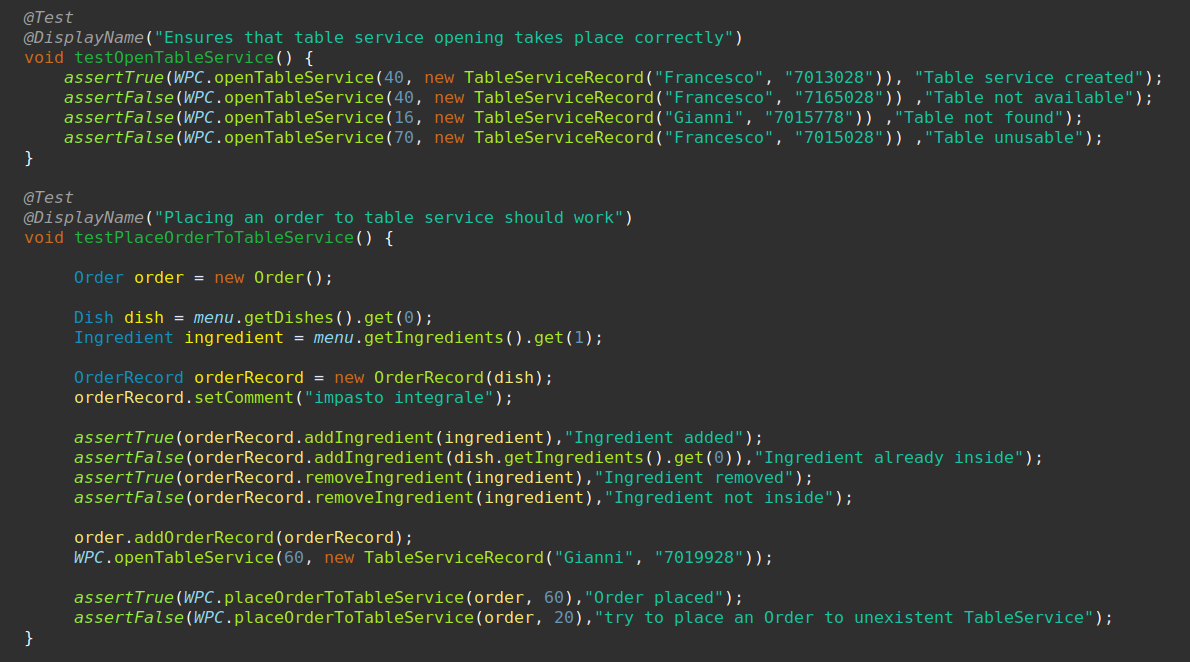 @Test
@DisplayName("Ensures that table service opening takes place correctly")
void testOpenTableService() {
    assertTrue(WPC.openTableService(40, new TableServiceRecord("Francesco", "7013028")), "Table service created");
    assertFalse(WPC.openTableService(40, new TableServiceRecord("Francesco", "7165028")) ,"Table not available");
    assertFalse(WPC.openTableService(16, new TableServiceRecord("Gianni", "7015778")) ,"Table not found");
    assertFalse(WPC.openTableService(70, new TableServiceRecord("Francesco", "7015028")) ,"Table unusable");
}

@Test
@DisplayName("Placing an order to table service should work")
void testPlaceOrderToTableService() {

     Order order = new Order();

     Dish dish = menu.getDishes().get(0);
     Ingredient ingredient = menu.getIngredients().get(1);

     OrderRecord orderRecord = new OrderRecord(dish);
     orderRecord.setComment("impasto integrale");

     assertTrue(orderRecord.addIngredient(ingredient),"Ingredient added");
     assertFalse(orderRecord.addIngredient(dish.getIngredients().get(0)),"Ingredient already inside");
     assertTrue(orderRecord.removeIngredient(ingredient),"Ingredient removed");
     assertFalse(orderRecord.removeIngredient(ingredient),"Ingredient not inside");

     order.addOrderRecord(orderRecord);
     WPC.openTableService(60, new TableServiceRecord("Gianni", "7019928"));

     assertTrue(WPC.placeOrderToTableService(order, 60),"Order placed");
     assertFalse(WPC.placeOrderToTableService(order, 20),"try to place an Order to unexistent TableService");
}